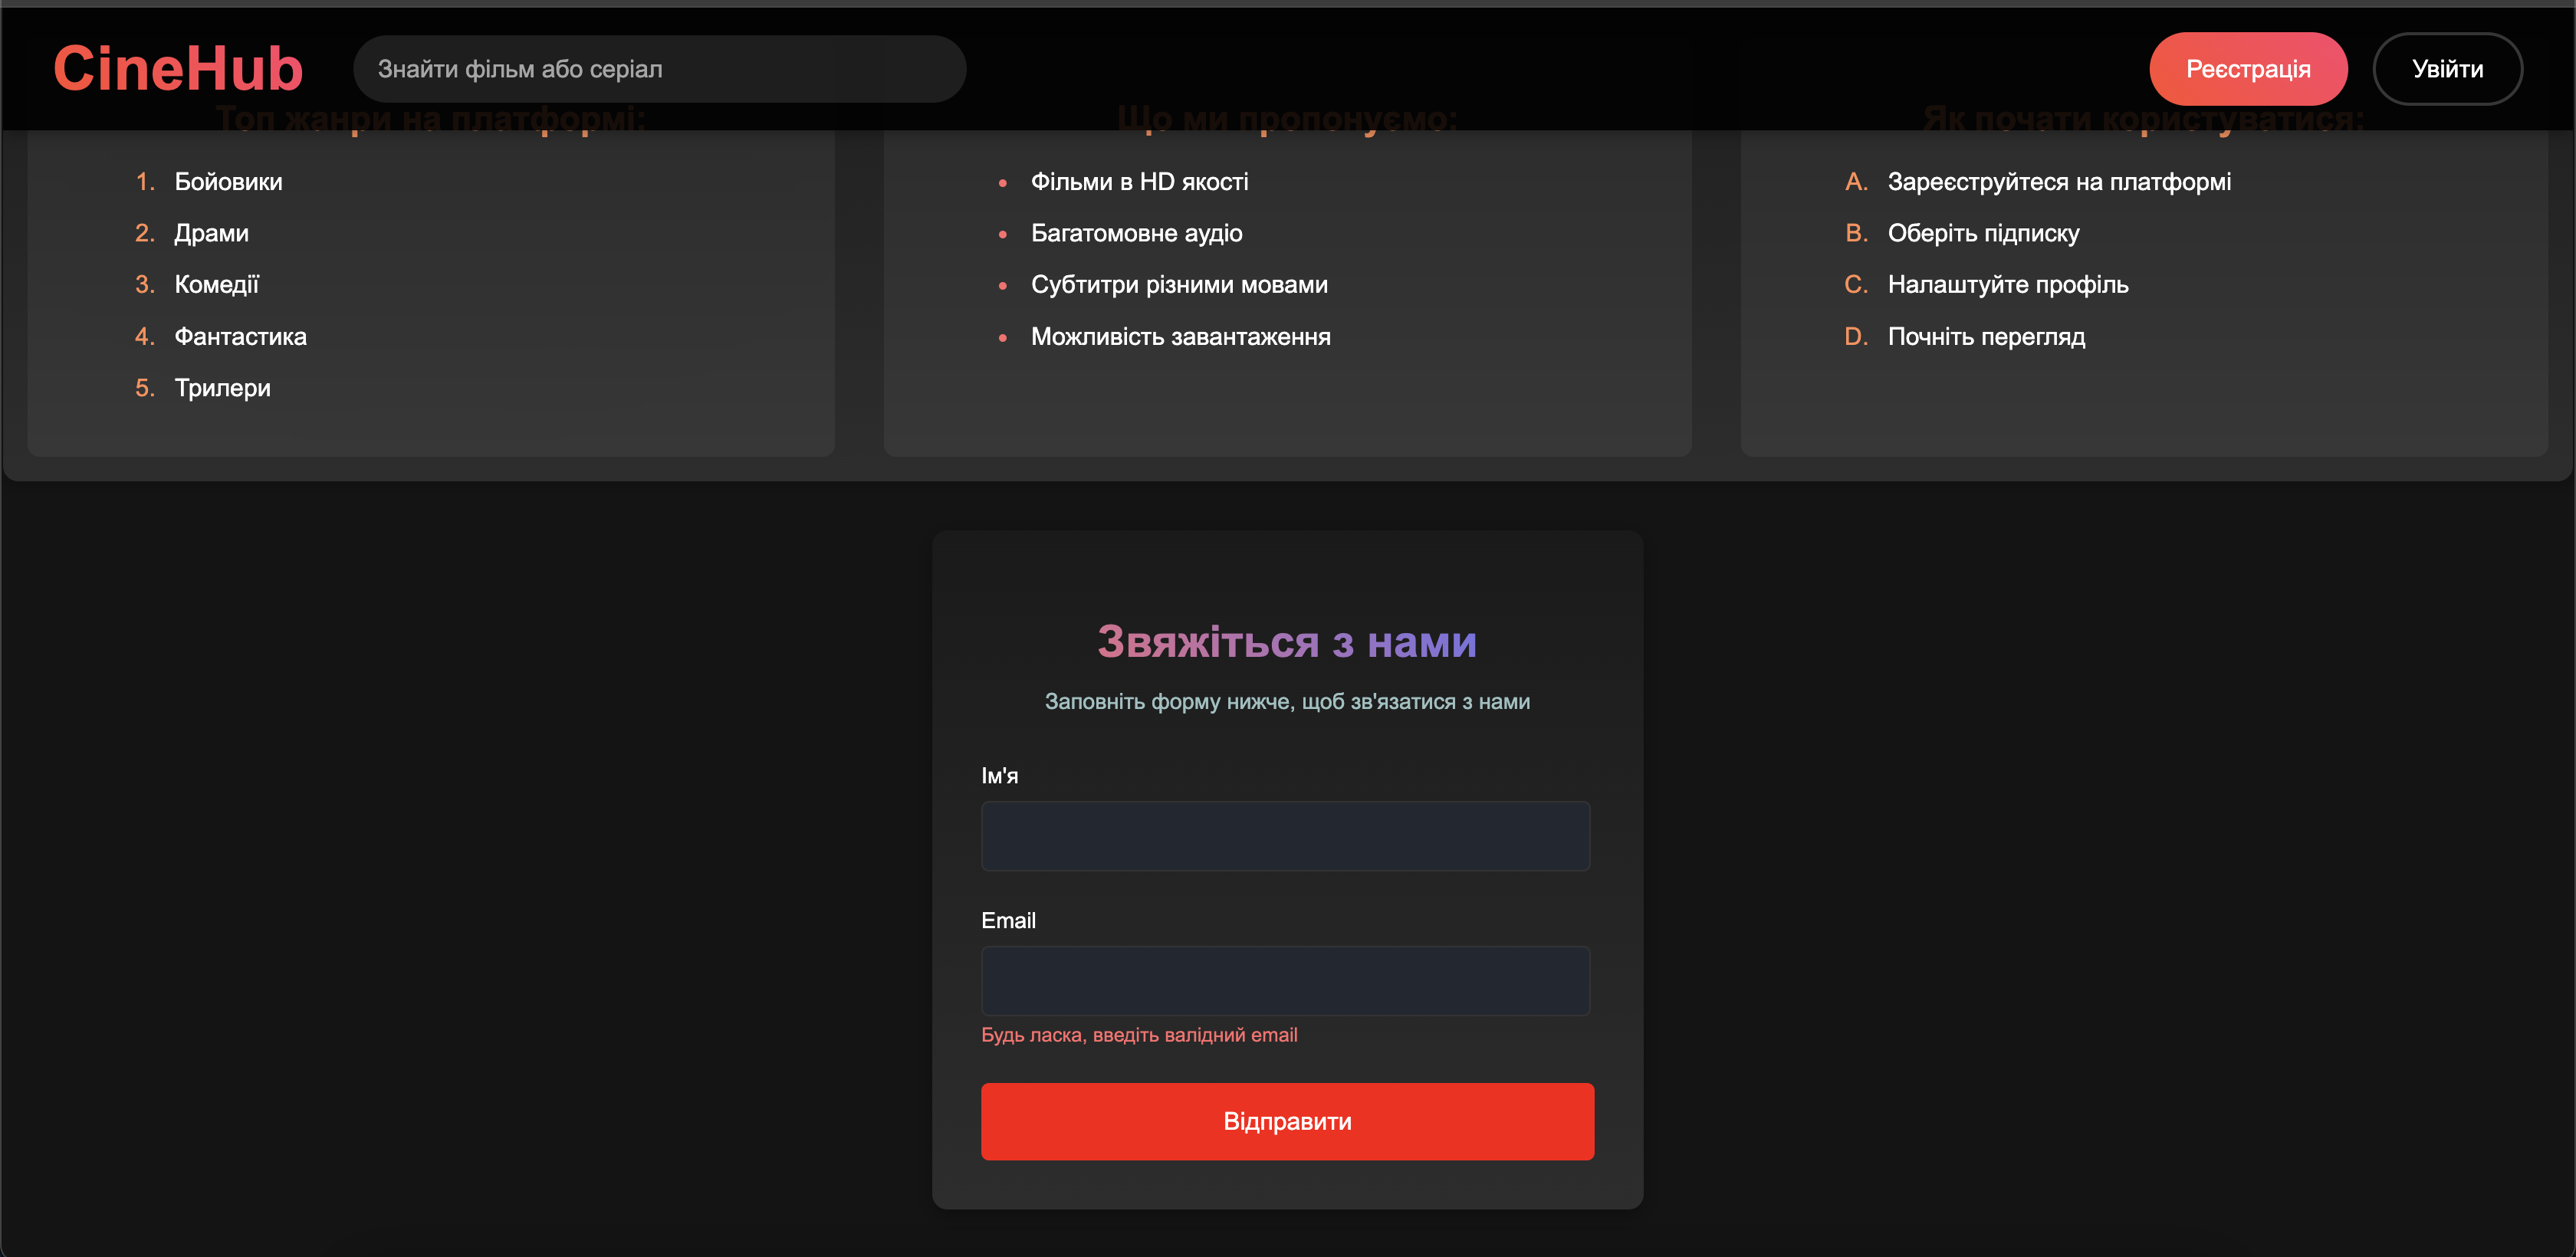 CineHub
Знайти фільм або серіал
Реєстрація
Увійти
Топ жанри на платформі:
1. Бойовики
2. Драми
3. Комедії
4. Фантастика
5. Трилери
Що ми пропонуємо:
• Фільми в HD якості
• Багатомовне аудіо
• Субтитри різними мовами
• Можливість завантаження
Як почати користуватися:
A. Зареєструйтеся на платформі
B. Оберіть підписку
C. Налаштуйте профіль
D. Почніть перегляд
Звяжіться з нами
Заповніть форму нижче, щоб зв'язатися з нами
Ім'я
Email
Будь ласка, введіть валідний email
Відправити